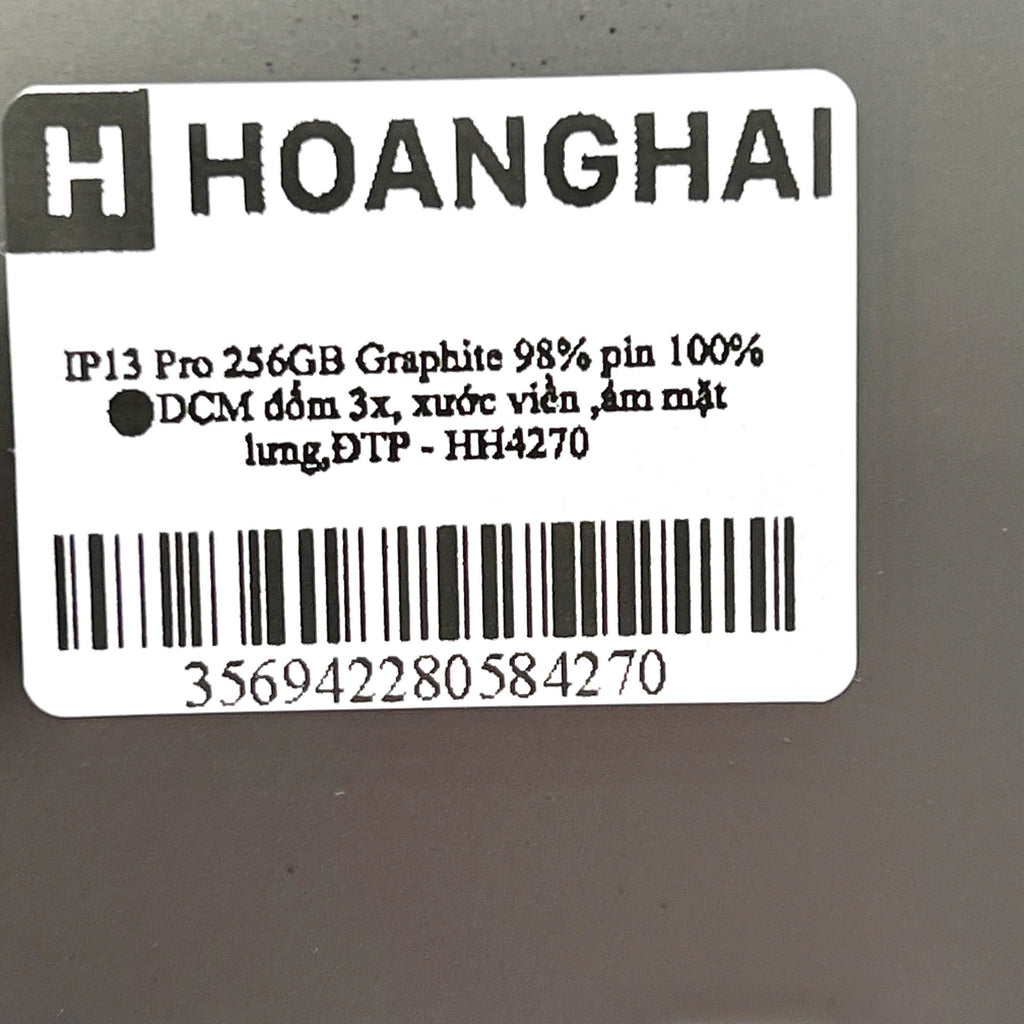 H HOANGHAI
IP13 Pro 256GB Graphite 98% pin 100%
DCM đốm 3x, xước viền ,ám mặt
lưng,ĐTP - HH4270
356942280584270